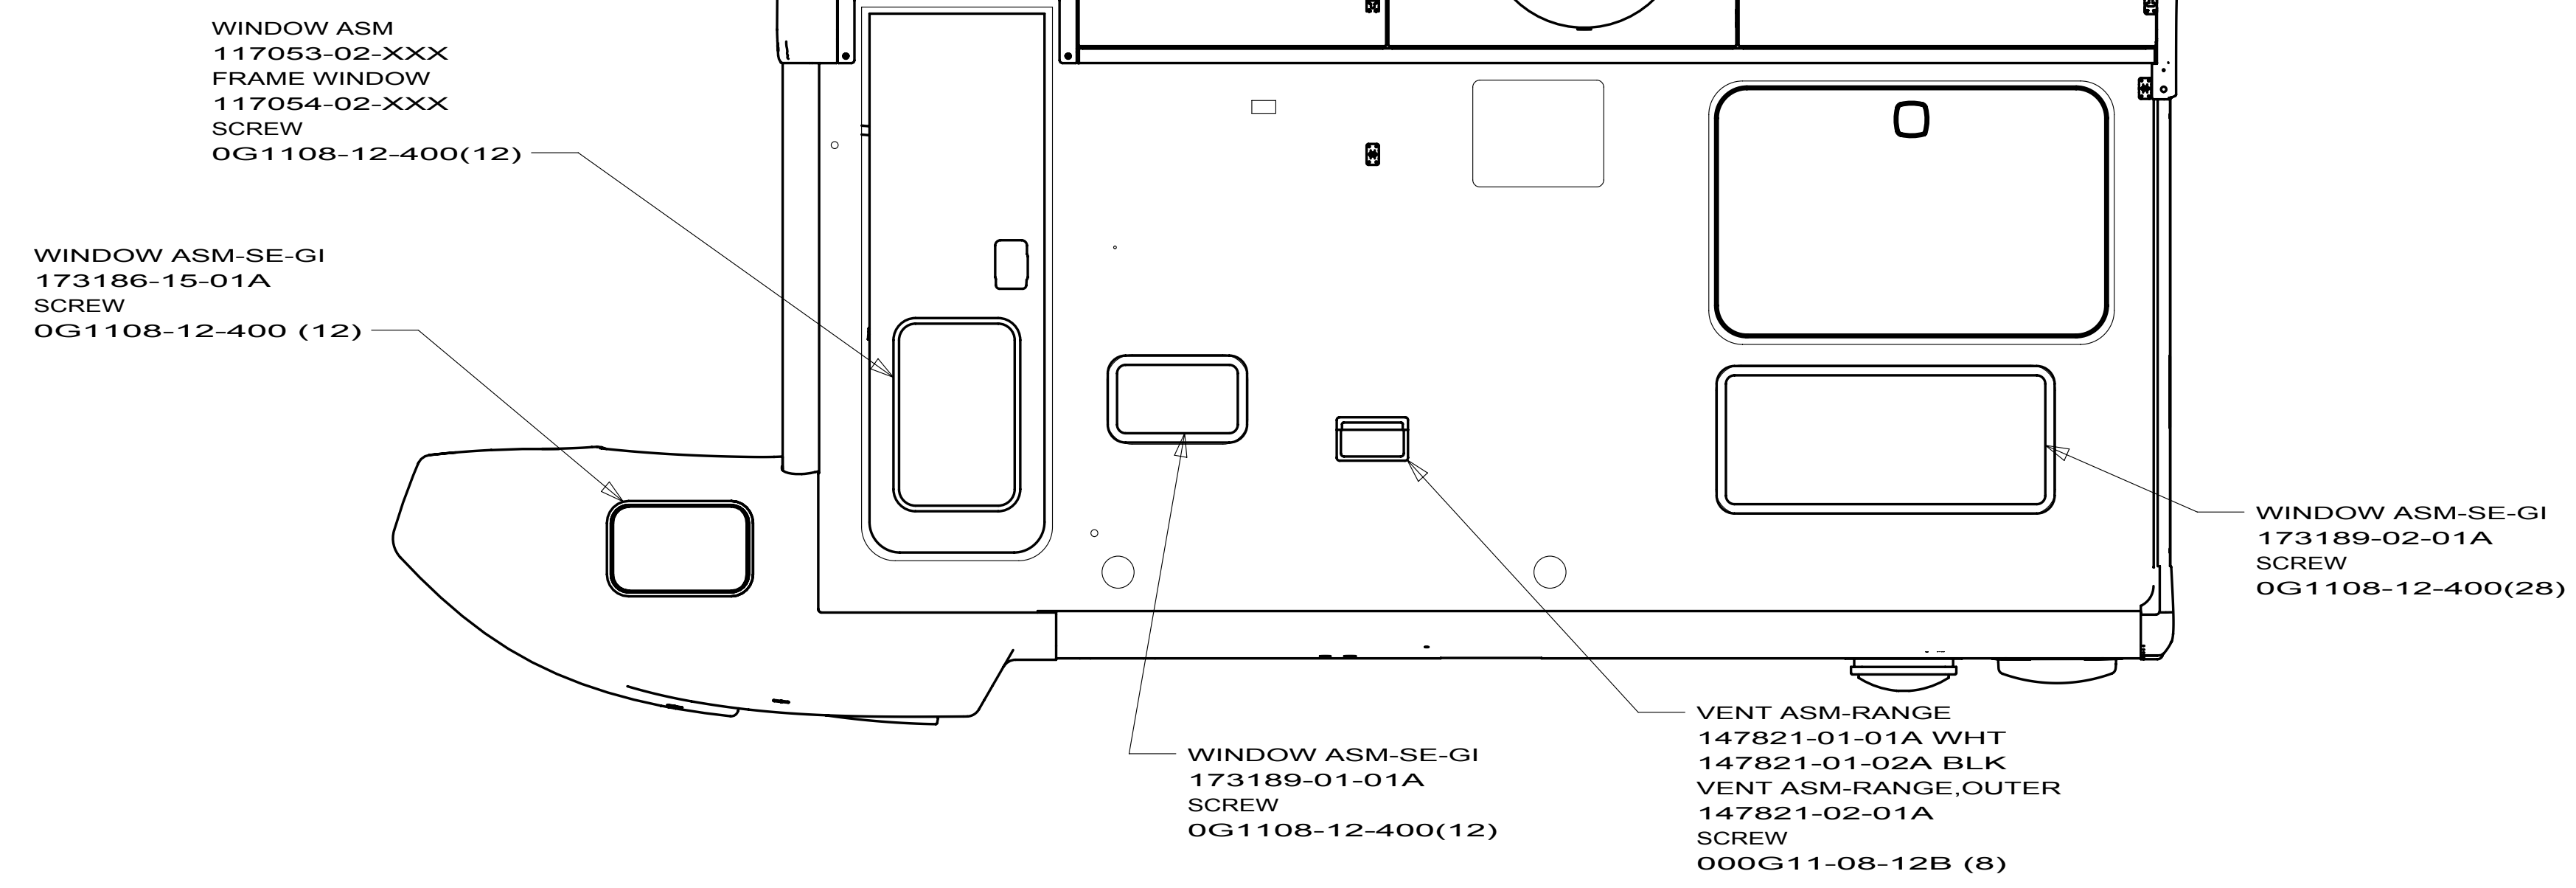 WINDOW ASM
117053-02-XXX
FRAME WINDOW
117054-02-XXX
SCREW
0G1108-12-400(12)
WINDOW ASM-SE-GI
173186-15-01A
SCREW
0G1108-12-400 (12)
WINDOW ASM-SE-GI
173189-02-01A
SCREW
0G1108-12-400(28)
WINDOW ASM-SE-GI
173189-01-01A
SCREW
0G1108-12-400(12)
VENT ASM-RANGE
147821-01-01A WHT
147821-01-02A BLK
VENT ASM-RANGE,OUTER
147821-02-01A
SCREW
000G11-08-12B (8)